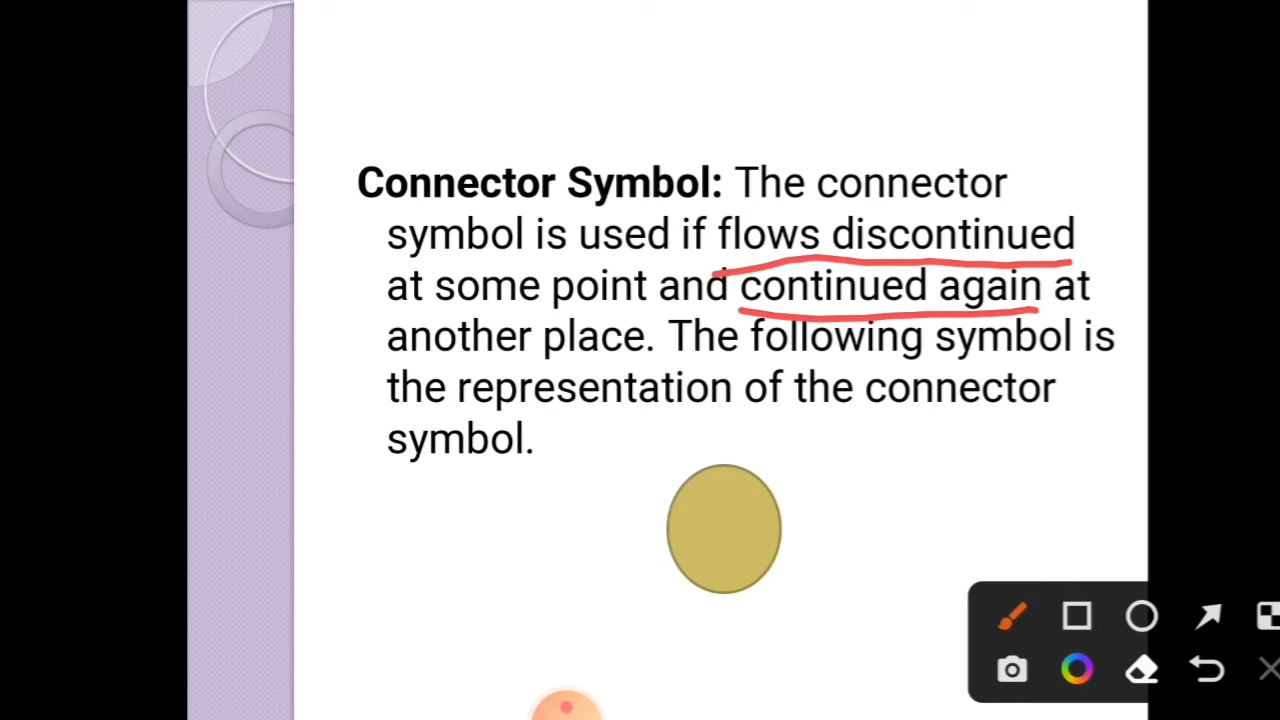 Connector Symbol: The connector
symbol is used if flows discontinued
at some point and continued again at
another place. The following symbol is
the representation of the connector
symbol.